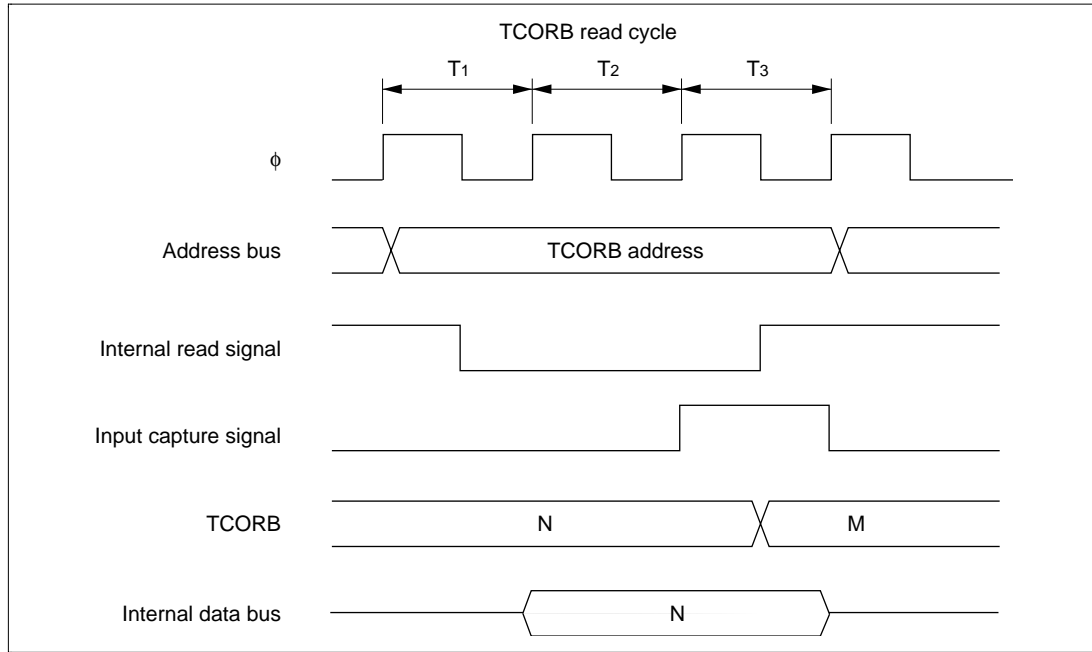 TCORB read cycle
T1 T2 T3
φ
Address bus
TCORB address
Internal read signal
Input capture signal
TCORB
N
M
Internal data bus
N